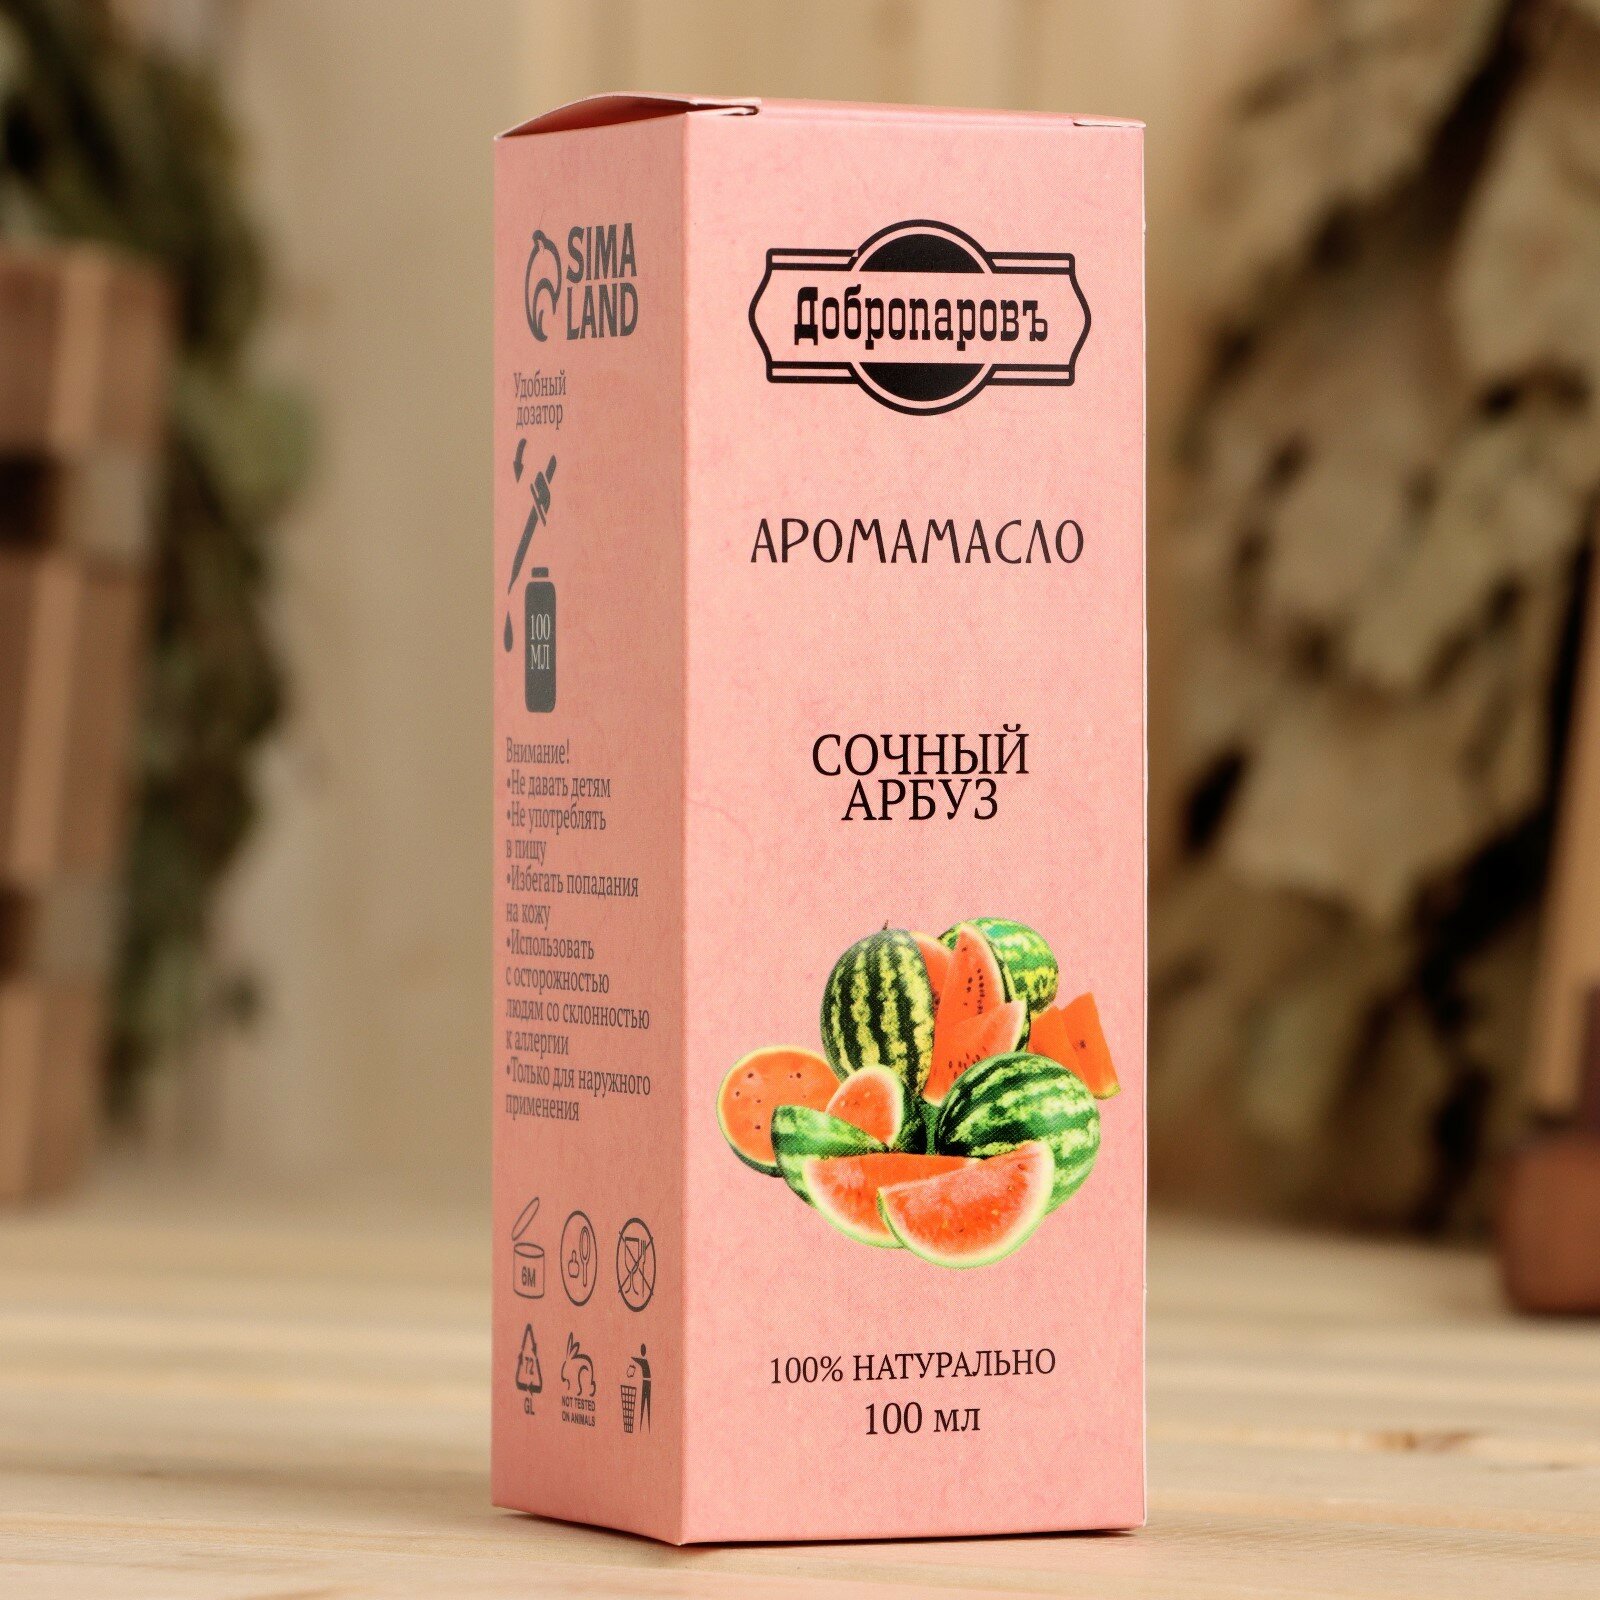 SIMA
LAND
Удобный
дозатор
100
МЛ
Внимание!
•Не давать детям
•Не употреблять
в пищу
•Избегать попадания
на кожу
•Использовать
с осторожностью
людям со склонностью
к аллергии
•Только для наружного
применения
6M
72
GL
NOT TESTED
ON ANIMALS
Добропаровъ
АРОМАМАСЛО
СОЧНЫЙ
АРБУЗ
100% НАТУРАЛЬНО
100 мл